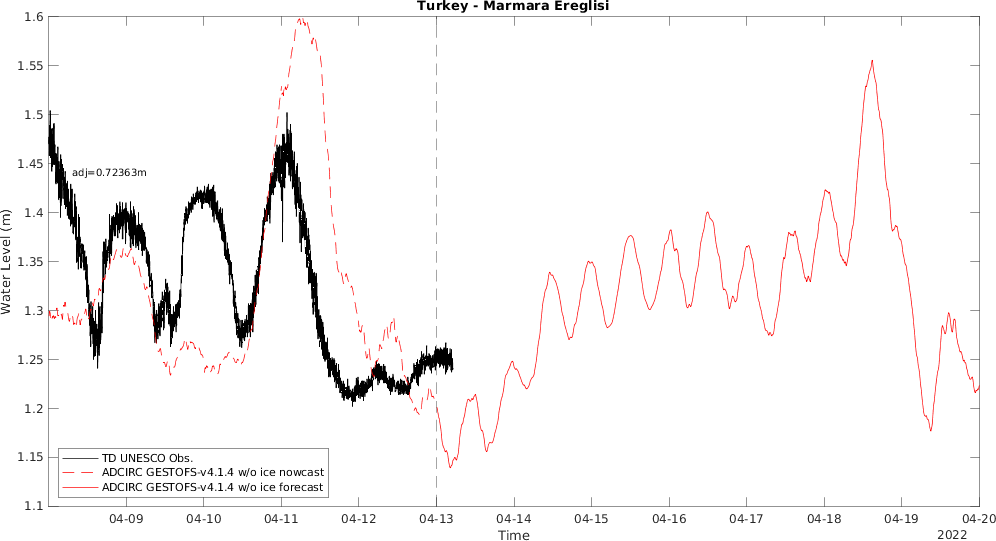 Turkey - Marmara Ereglisi
1.6
1.55
1.5
1.45
1.4
1.35
1.3
1.25
1.2
1.15
1.1
Water Level (m)
adj=0.72363m
TD UNESCO Obs.
ADCIRC GESTOFS-v4.1.4 w/o ice nowcast
ADCIRC GESTOFS-v4.1.4 w/o ice forecast
04-09 04-10 04-11 04-12 04-13 04-14 04-15 04-16 04-17 04-18 04-19 04-20
Time
2022